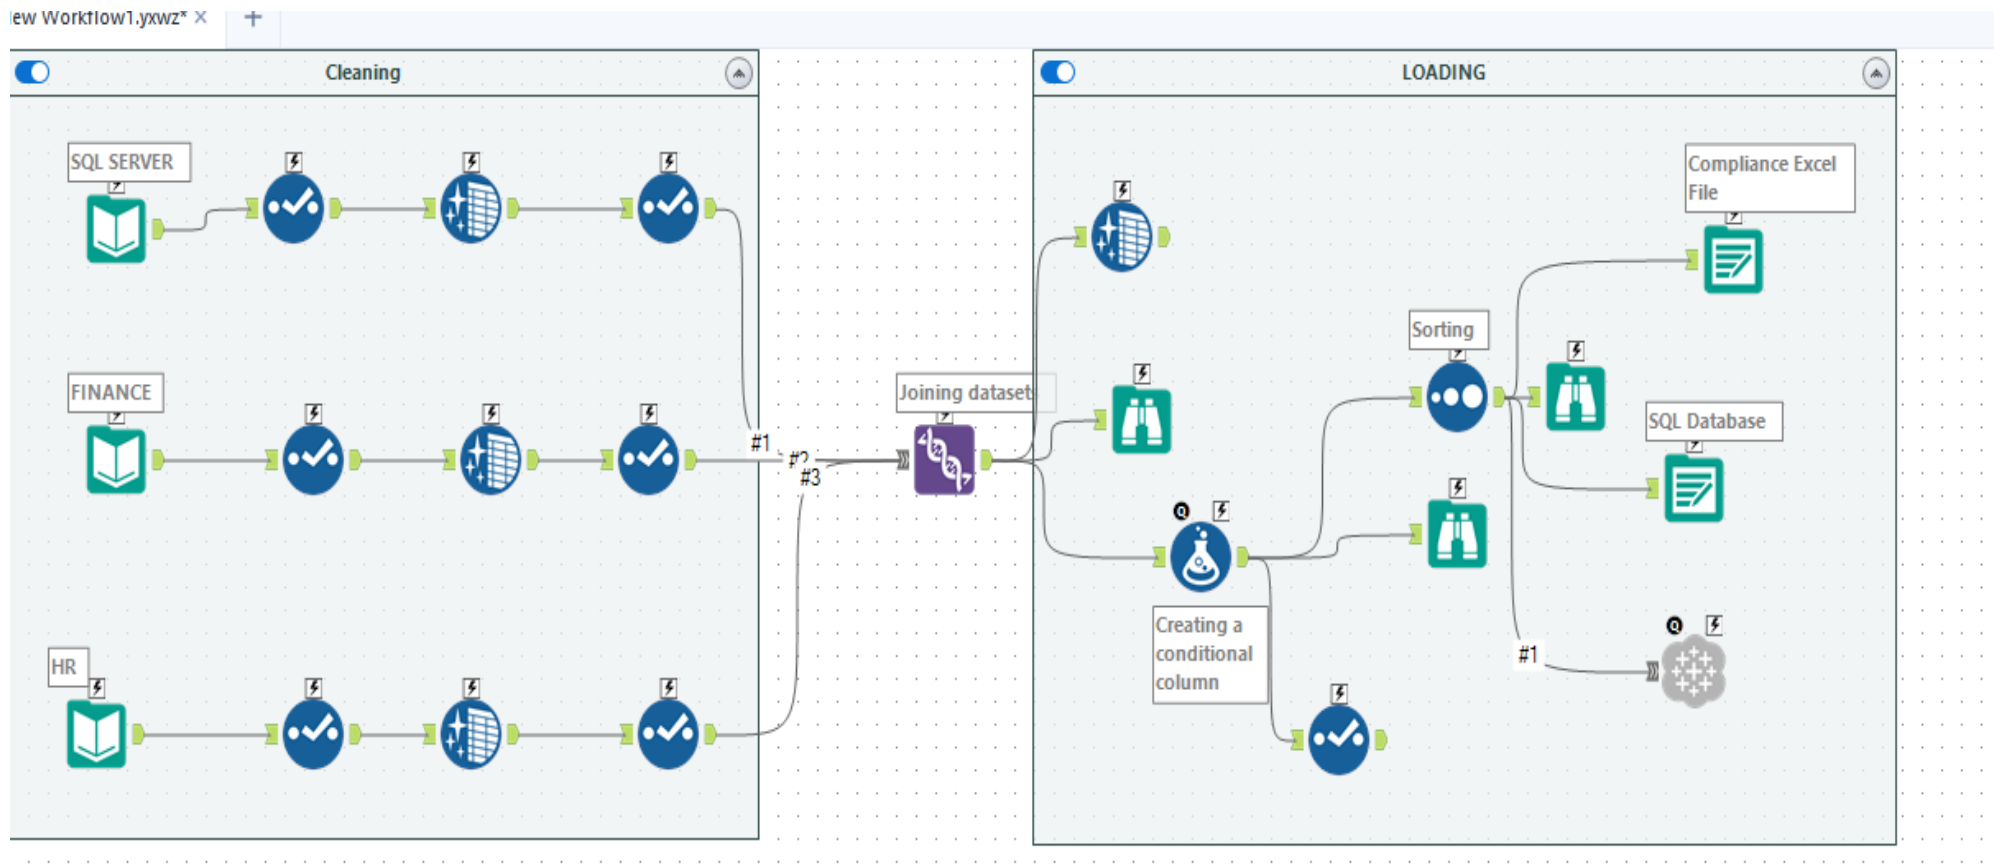 ew Workflow1.yxwz*
Cleaning
LOADING
SQL SERVER
Compliance Excel
File
Sorting
FINANCE
Joining datasets
SQL Database
#1
#2
#3
Q
Creating a
conditional
column
HR
Q
#1